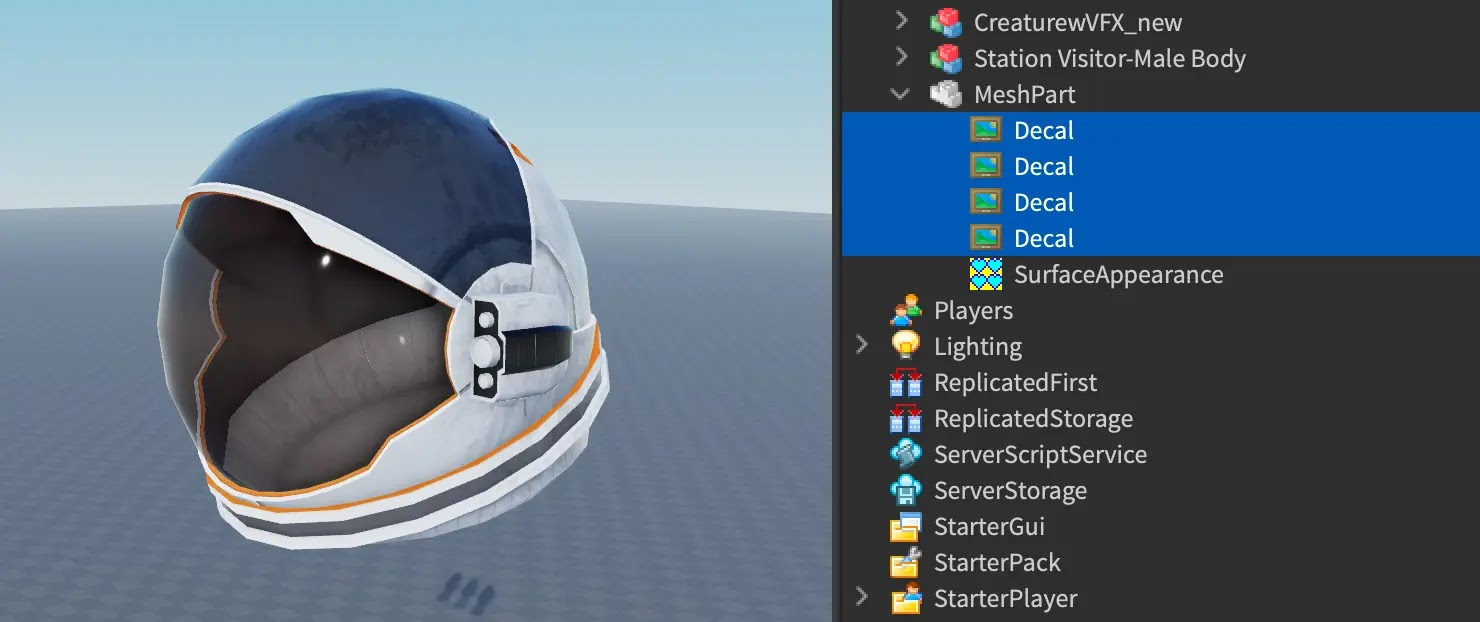 CreaturewVFX_new
Station Visitor-Male Body
MeshPart
Decal
Decal
Decal
Decal
SurfaceAppearance
Players
Lighting
ReplicatedFirst
ReplicatedStorage
ServerScriptService
ServerStorage
StarterGui
StarterPack
StarterPlayer